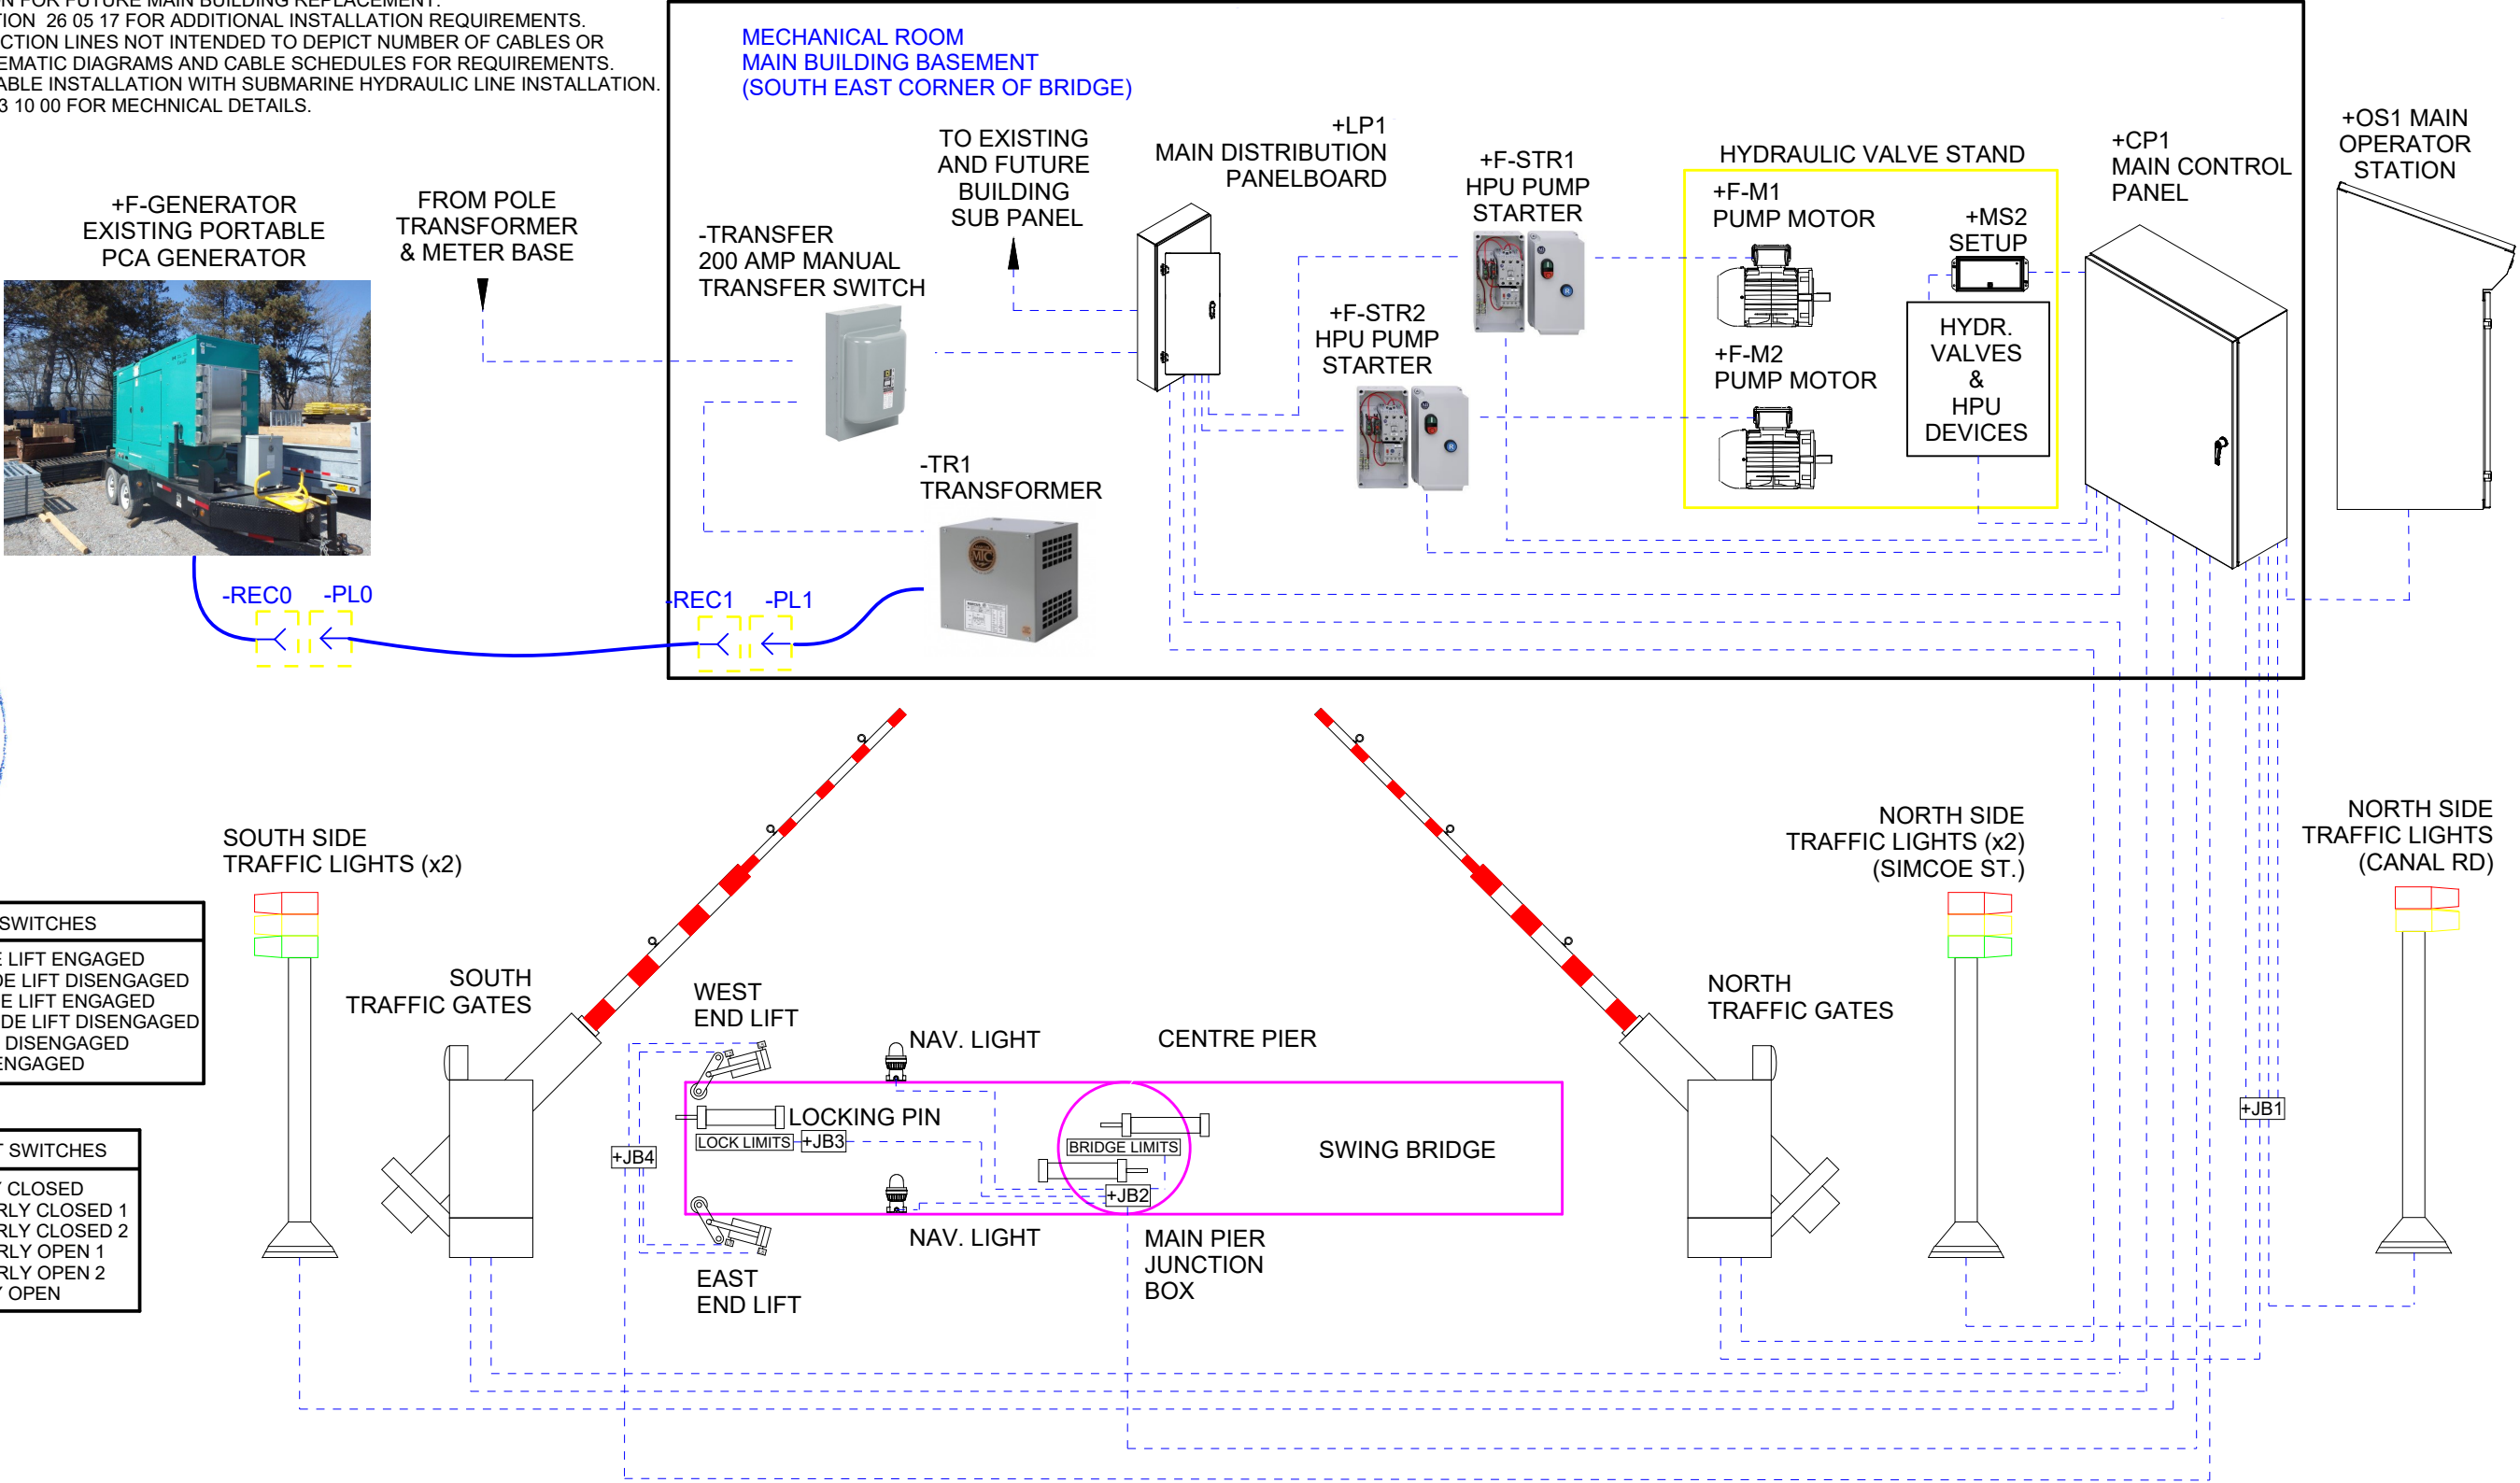 ON FOR FUTURE MAIN BUILDING REPLACEMENT.
TION 26 05 17 FOR ADDITIONAL INSTALLATION REQUIREMENTS.
CTION LINES NOT INTENDED TO DEPICT NUMBER OF CABLES OR
EMATIC DIAGRAMS AND CABLE SCHEDULES FOR REQUIREMENTS.
ABLE INSTALLATION WITH SUBMARINE HYDRAULIC LINE INSTALLATION.
3 10 00 FOR MECHNICAL DETAILS.
MECHANICAL ROOM
MAIN BUILDING BASEMENT
(SOUTH EAST CORNER OF BRIDGE)
+F-GENERATOR
EXISTING PORTABLE
PCA GENERATOR
FROM POLE
TRANSFORMER
& METER BASE
-TRANSFER
200 AMP MANUAL
TRANSFER SWITCH
TO EXISTING
AND FUTURE
BUILDING
SUB PANEL
+LP1
MAIN DISTRIBUTION
PANELBOARD
+F-STR1
HPU PUMP
STARTER
+F-STR2
HPU PUMP
STARTER
HYDRAULIC VALVE STAND
+F-M1
PUMP MOTOR
+MS2
SETUP
+F-M2
PUMP MOTOR
HYDR.
VALVES
&
HPU
DEVICES
+CP1
MAIN CONTROL
PANEL
+OS1 MAIN
OPERATOR
STATION
-TR1
TRANSFORMER
-REC0
-PL0
-REC1
-PL1
SOUTH SIDE
TRAFFIC LIGHTS (x2)
NORTH SIDE
TRAFFIC LIGHTS (x2)
(SIMCOE ST.)
NORTH SIDE
TRAFFIC LIGHTS
(CANAL RD)
SWITCHES
E LIFT ENGAGED
DE LIFT DISENGAGED
E LIFT ENGAGED
DE LIFT DISENGAGED
DISENGAGED
ENGAGED
T SWITCHES
Y CLOSED
RLY CLOSED 1
RLY CLOSED 2
RLY OPEN 1
RLY OPEN 2
Y OPEN
SOUTH
TRAFFIC GATES
WEST
END LIFT
NAV. LIGHT
CENTRE PIER
NORTH
TRAFFIC GATES
LOCKING PIN
LOCK LIMITS
+JB3
+JB4
BRIDGE LIMITS
SWING BRIDGE
+JB2
+JB1
NAV. LIGHT
EAST
END LIFT
MAIN PIER
JUNCTION
BOX